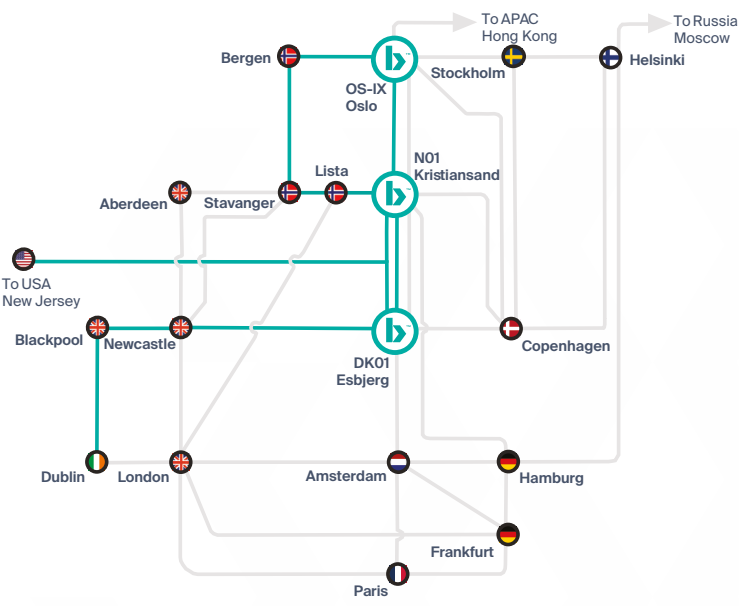 To APAC
Hong Kong
To Russia
Moscow
Bergen
Stockholm
Helsinki
OS-IX
Oslo
N01
Kristiansand
Lista
Aberdeen
Stavanger
To USA
New Jersey
Blackpool
Newcastle
Copenhagen
DK01
Esbjerg
Dublin
London
Amsterdam
Hamburg
Frankfurt
Paris